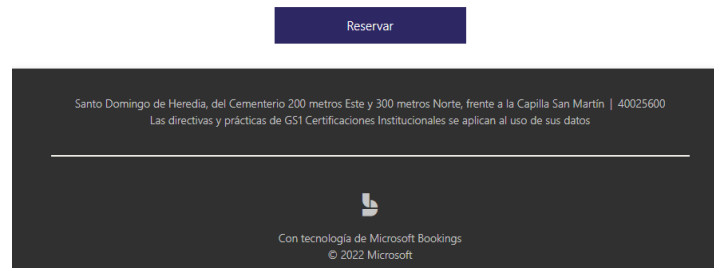 Reservar
Santo Domingo de Heredia, del Cementerio 200 metros Este y 300 metros Norte, frente a la Capilla San Martín | 40025600
Las directivas y prácticas de GS1 Certificaciones Institucionales se aplican al uso de sus datos
Con tecnología de Microsoft Bookings
© 2022 Microsoft